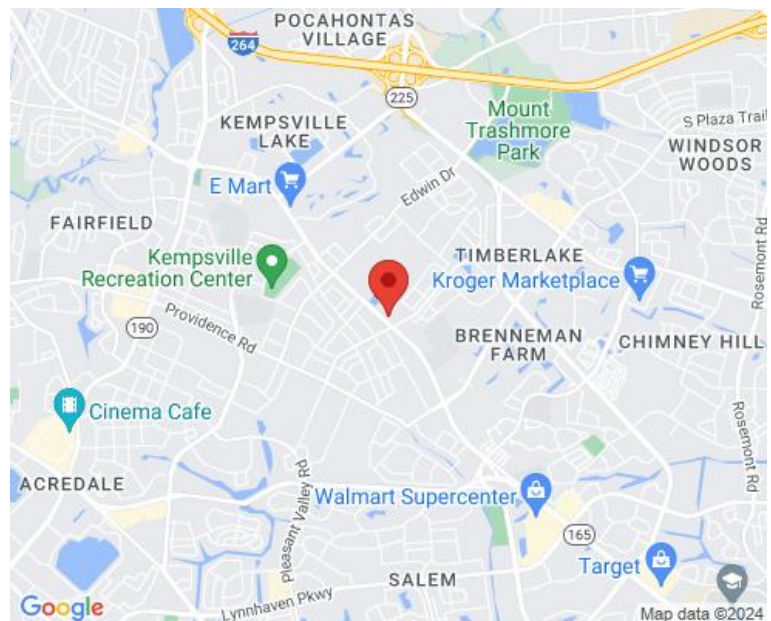 POCAHONTAS
VILLAGE
264
225
KEMPSVILLE
LAKE
Mount
Trashmore
Park
S Plaza Trail
WINDSOR
WOODS
E Mart
Edwin Dr
FAIRFIELD
Kempsville
Recreation Center
TIMBERLAKE
Kroger Marketplace
Rosemont Rd
190
Providence Rd
BRENNEMAN
FARM
CHIMNEY HILL
Cinema Cafe
Rosemont Rd
ACREDALE
Pleasant Valley Rd
Walmart Supercenter
165
Target
SALEM
Lynnhaven Pkwy
Google
Map data ©2024